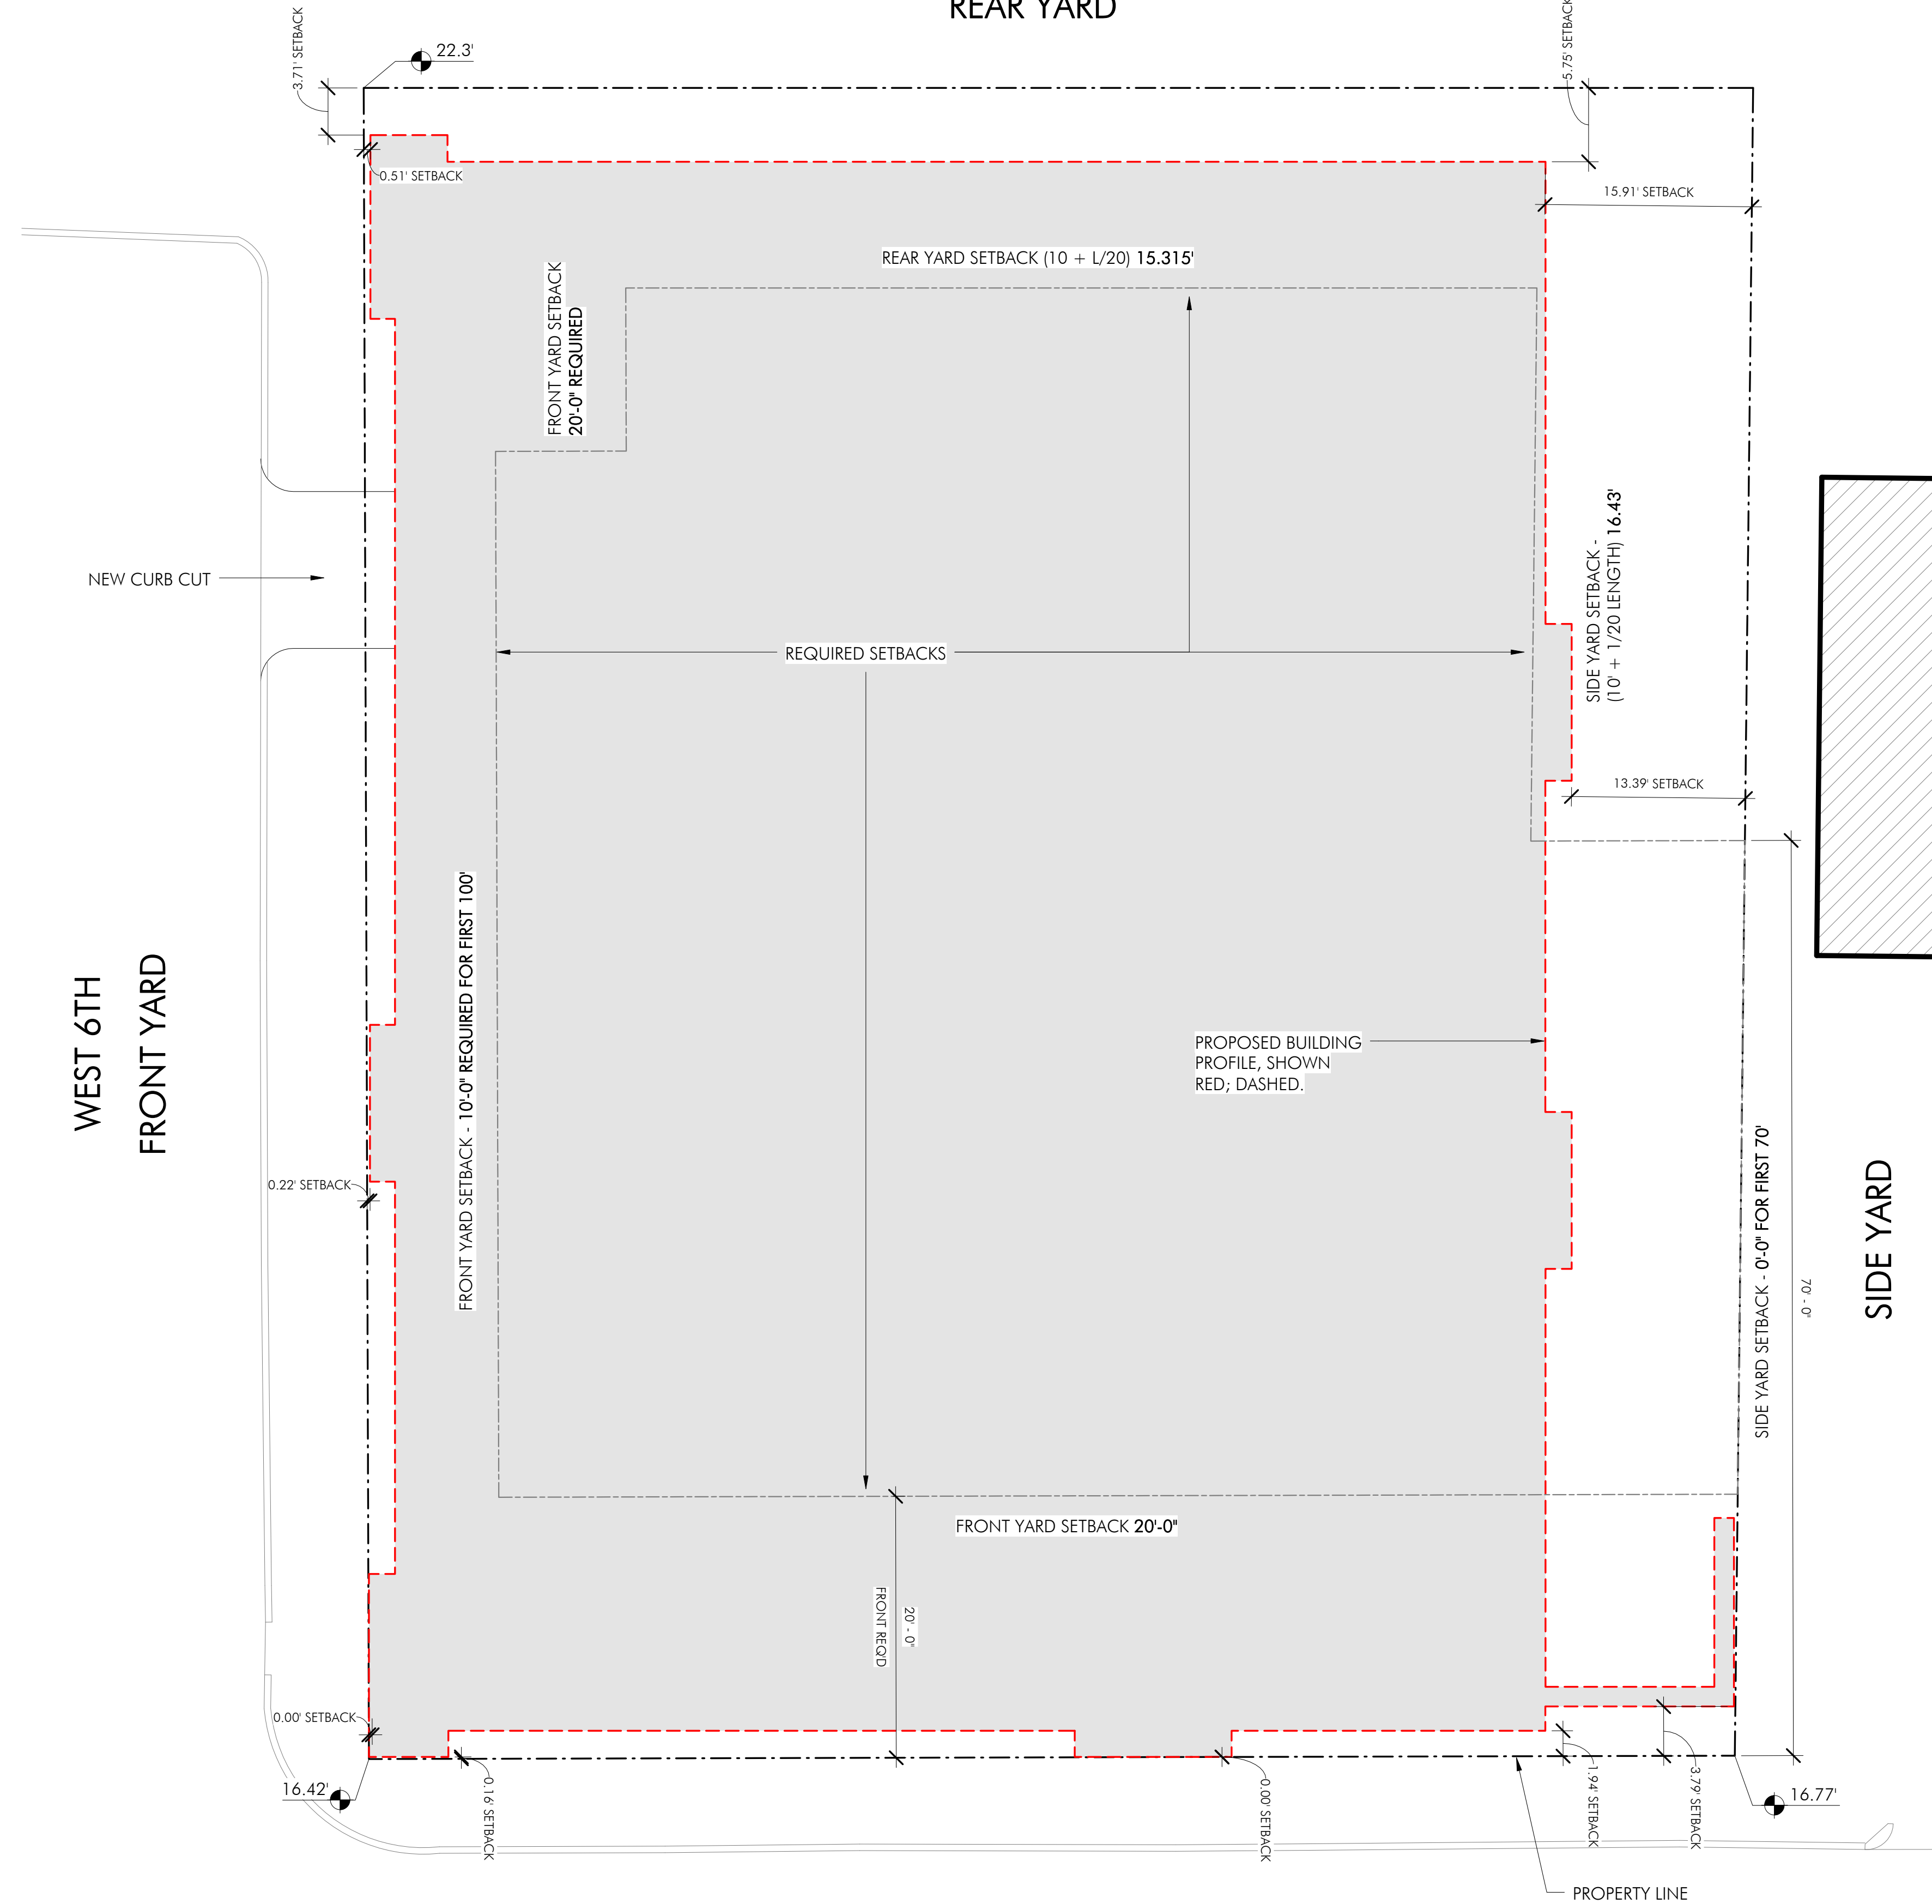 REAR YARD
3.71' SETBACK
22.3'
5.75' SETBACK
0.51' SETBACK
15.91' SETBACK
REAR YARD SETBACK (10 + L/20) 15.315'
FRONT YARD SETBACK
20'-0" REQUIRED
SIDE YARD SETBACK -
(10' + 1/20 LENGTH) 16.43'
NEW CURB CUT
REQUIRED SETBACKS
13.39' SETBACK
FRONT YARD SETBACK - 10'-0" REQUIRED FOR FIRST 100'
WEST 6TH
FRONT YARD
PROPOSED BUILDING
PROFILE, SHOWN
RED; DASHED.
0.22' SETBACK
SIDE YARD SETBACK - 0'-0" FOR FIRST 70'
70' - 0"
SIDE YARD
FRONT YARD SETBACK 20'-0"
20' - 0"
FRONT REQ'D
0.00' SETBACK
16.42'
0.16' SETBACK
0.00' SETBACK
1.94' SETBACK
3.79' SETBACK
16.77'
PROPERTY LINE